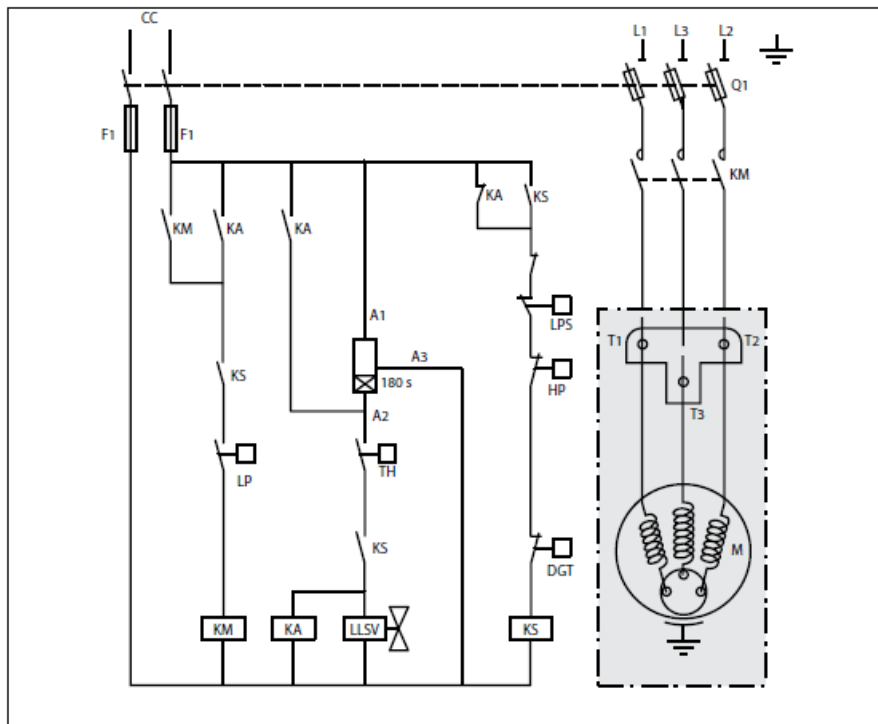 CC
L1 L3 L2
Q1
F1 F1
KM
KA KS
KM KA KA
A1
LPS
T1 T2
A3
180 s
HP
KS
A2
T3
LP
TH
KS
M
DGT
KM KA LLSV KS